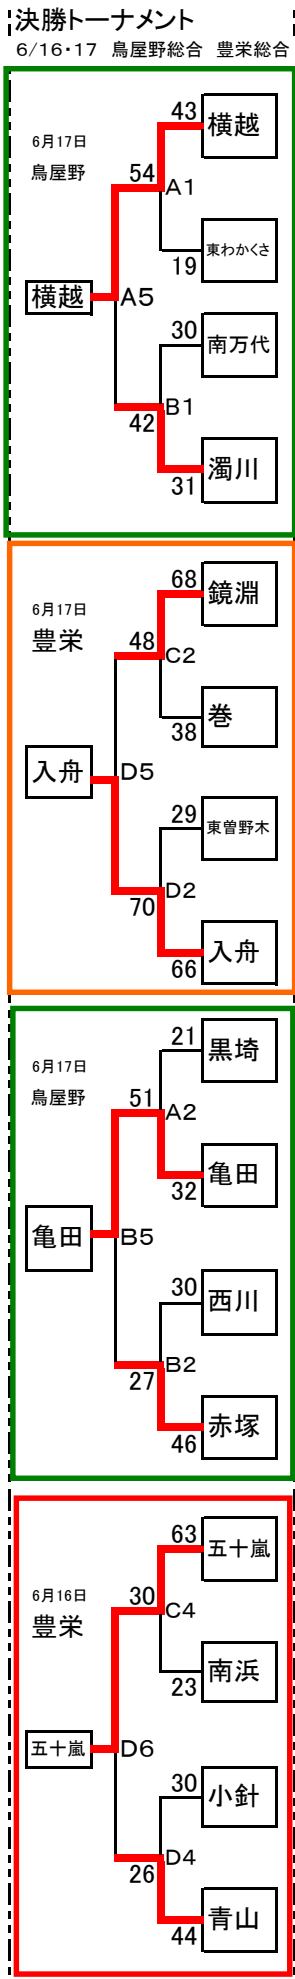 決勝トーナメント
6/16・17 鳥屋野総合 豊栄総合
43
横越
6月17日
鳥屋野
54
A1
東わかくさ
19
横越
A5
30
南万代
B1
42
濁川
31
68
鏡淵
6月17日
豊栄
48
C2
巻
38
入舟
D5
29
東曽野木
D2
70
入舟
66
21
黒埼
6月17日
鳥屋野
51
A2
亀田
32
亀田
B5
30
西川
B2
27
赤塚
46
63
五十嵐
6月16日
豊栄
30
C4
南浜
23
五十嵐
D6
30
小針
D4
26
青山
44